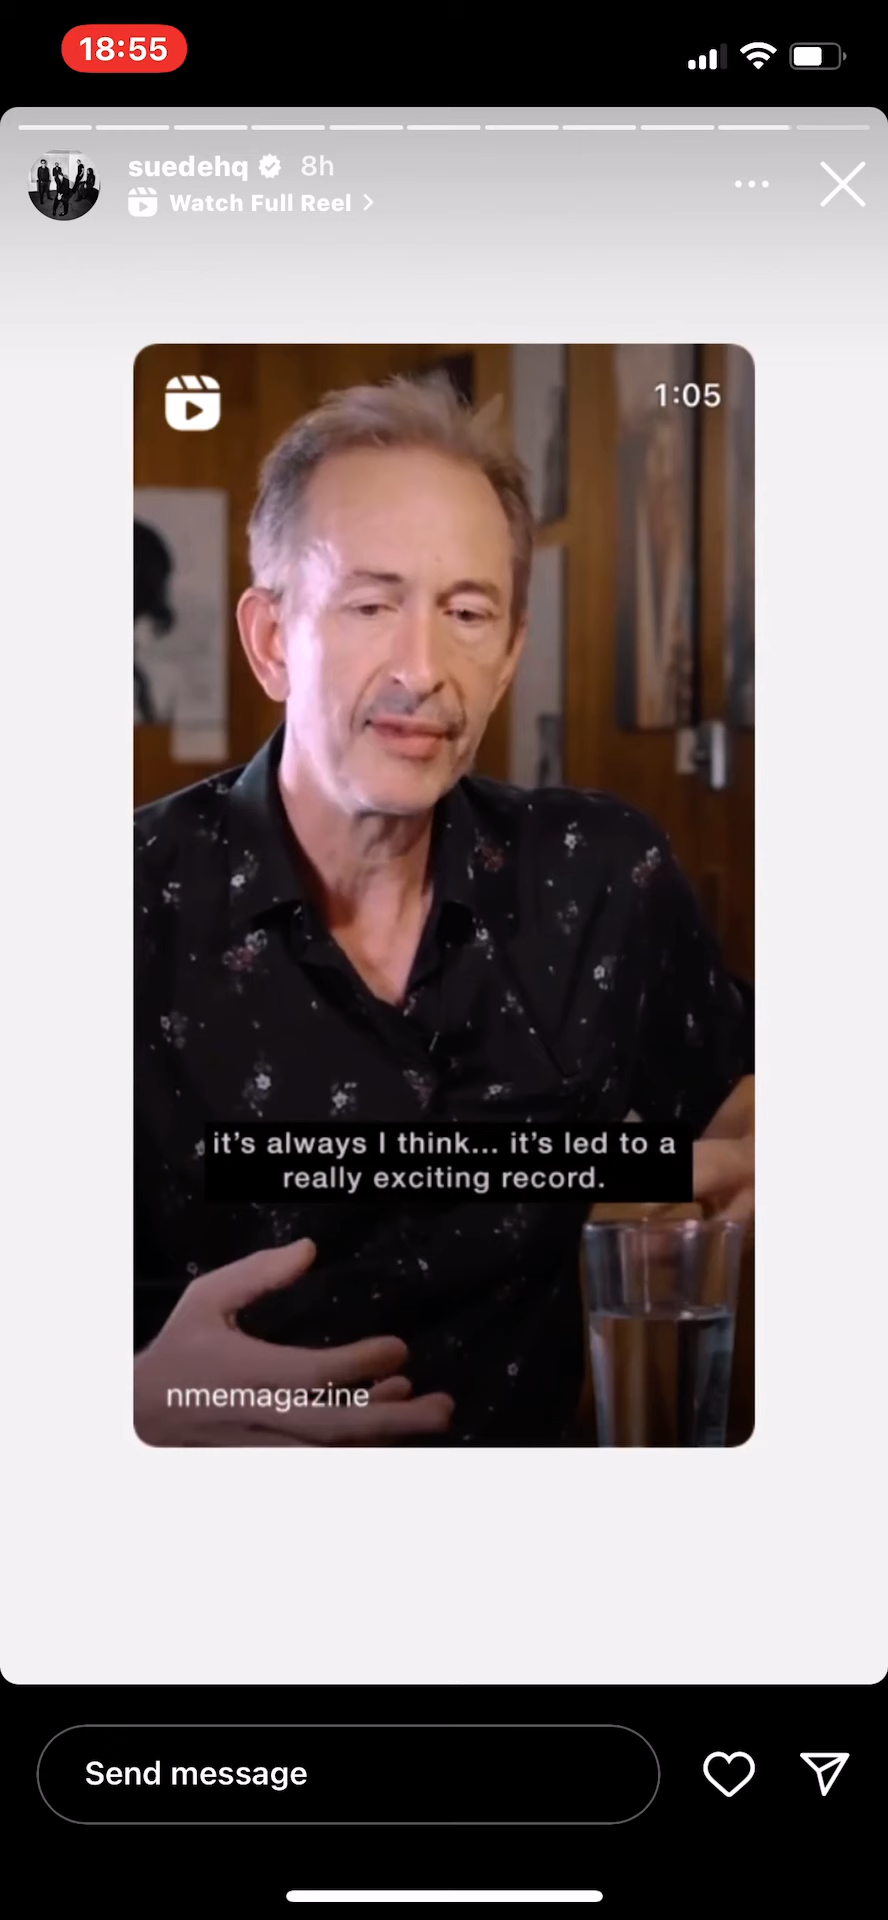 18:55
suedehq 8h
Watch Full Reel
1:05
it's always I think... it's led to a
really exciting record.
nmemagazine
Send message